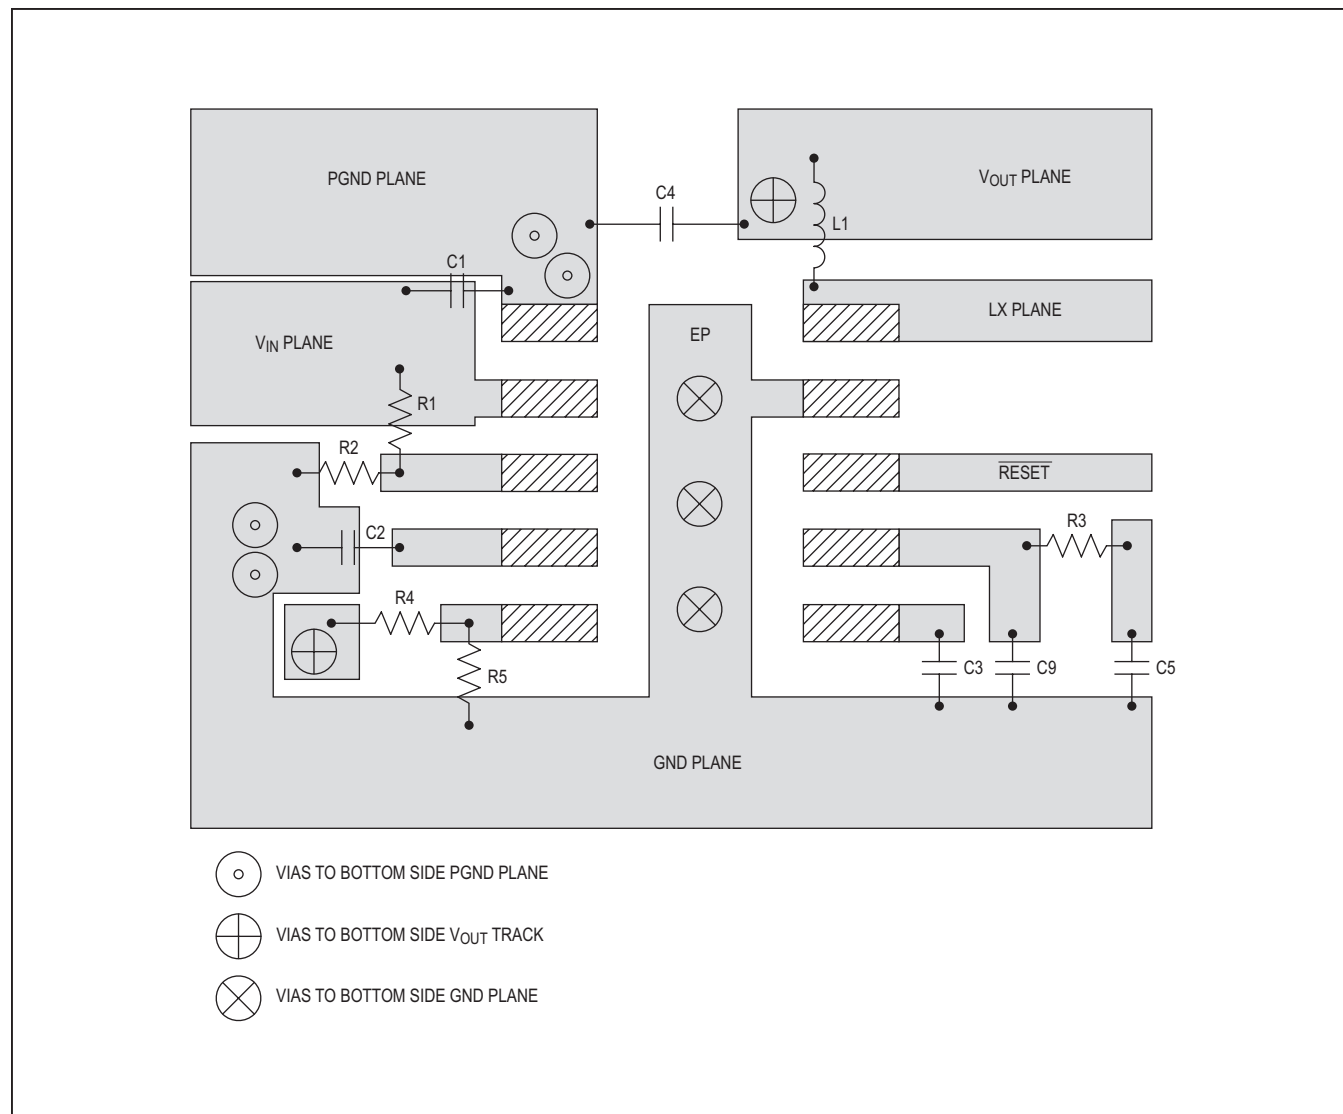 PGND PLANE
VOUT PLANE
C4
L1
C1
LX PLANE
VIN PLANE
EP
R1
R2
RESET
C2
R3
R4
R5
C3
C9
C5
GND PLANE
VIAS TO BOTTOM SIDE PGND PLANE
VIAS TO BOTTOM SIDE VOUT TRACK
VIAS TO BOTTOM SIDE GND PLANE